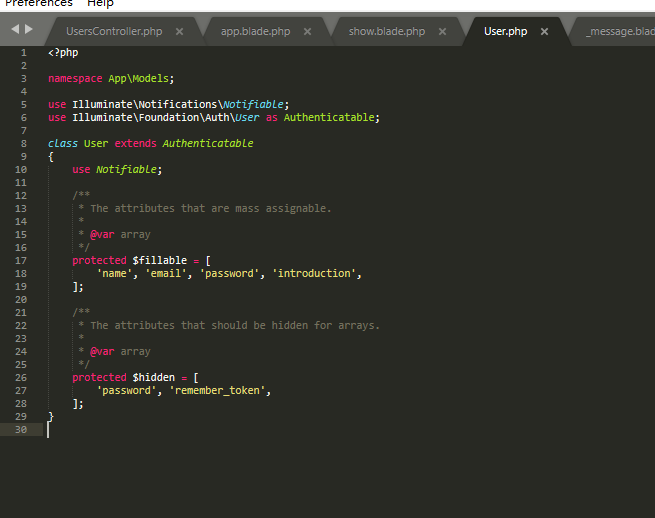 Preferences Help
UsersController.php × app.blade.php × show.blade.php × User.php × _message.blad
1 <?php
2
3 namespace App\Models;
4
5 use Illuminate\Notifications\Notifiable;
6 use Illuminate\Foundation\Auth\User as Authenticatable;
7
8 class User extends Authenticatable
9 {
10 use Notifiable;
11
12 /**
13 * The attributes that are mass assignable.
14 *
15 * @var array
16 */
17 protected $fillable = [
18 'name', 'email', 'password', 'introduction',
19 ];
20
21 /**
22 * The attributes that should be hidden for arrays.
23 *
24 * @var array
25 */
26 protected $hidden = [
27 'password', 'remember_token',
28 ];
29 }
30